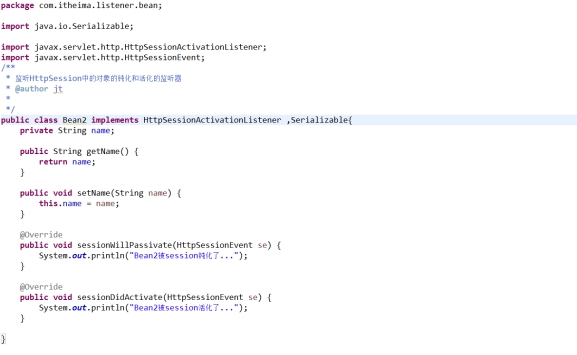 package com.itheima.listener.bean;
import java.io.Serializable;
import javax.servlet.http.HttpSessionActivationListener;
import javax.servlet.http.HttpSessionEvent;
/**
 * 监听HttpSession中的对象的钝化和活化的监听器
 * @author jt
 *
 */
public class Bean2 implements HttpSessionActivationListener ,Serializable{
    private String name;
    public String getName() {
        return name;
    }
    public void setName(String name) {
        this.name = name;
    }
    @Override
    public void sessionWillPassivate(HttpSessionEvent se) {
        System.out.println("Bean2被session钝化了...");
    }
    @Override
    public void sessionDidActivate(HttpSessionEvent se) {
        System.out.println("Bean2被session活化了...");
    }
}